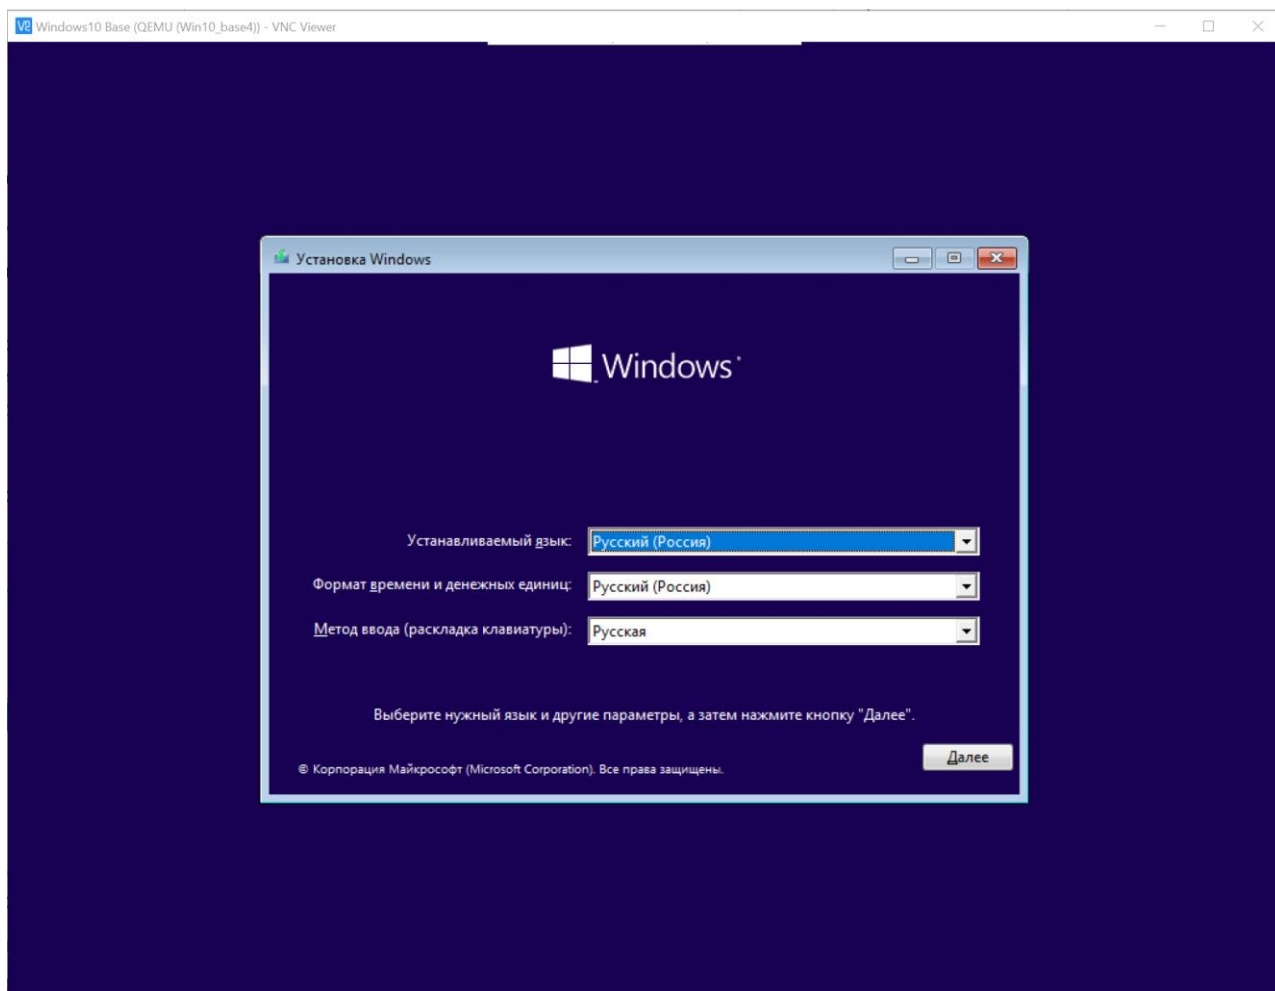 Windows10 Base (QEMU (Win10_base4)) - VNC Viewer
Установка Windows
Windows
Устанавливаемый язык: Русский (Россия)
Формат времени и денежных единиц: Русский (Россия)
Метод ввода (раскладка клавиатуры): Русская
Выберите нужный язык и другие параметры, а затем нажмите кнопку "Далее".
Далее
© Корпорация Майкрософт (Microsoft Corporation). Все права защищены.